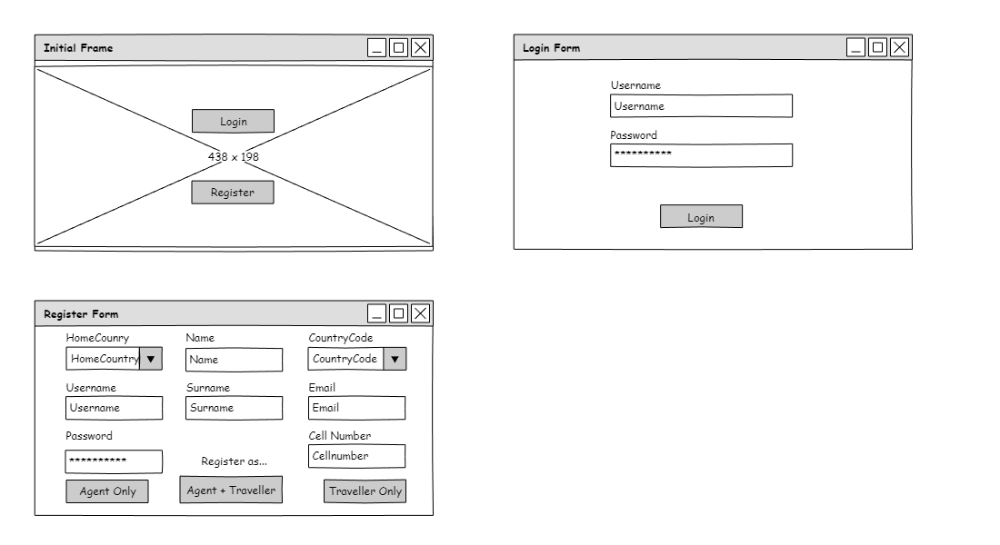 Initial Frame
Login
438 x 198
Register
Login Form
Username
Username
Password
**********
Login
Register Form
HomeCounry Name CountryCode
HomeCountry Name CountryCode
Username Surname Email
Username Surname Email
Password Cell Number
********** Register as... Cellnumber
Agent Only Agent + Traveller Traveller Only